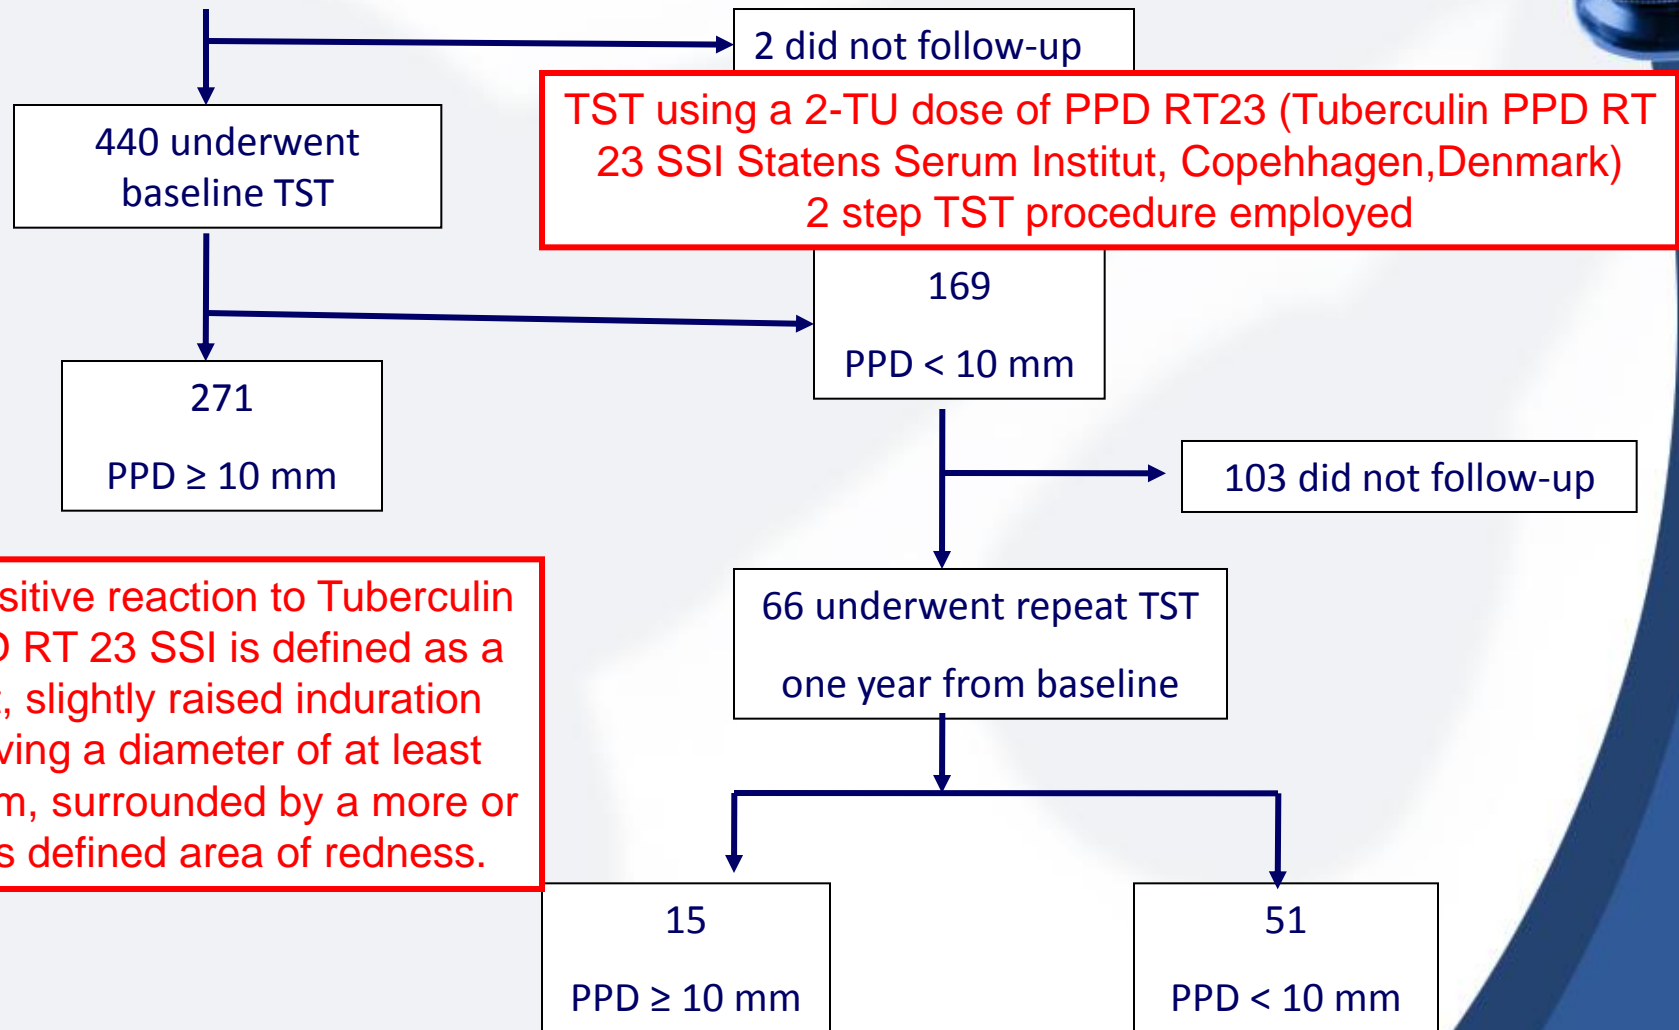 2 did not follow-up
TST using a 2-TU dose of PPD RT23 (Tuberculin PPD RT
23 SSI Statens Serum Institut, Copehhagen,Denmark)
2 step TST procedure employed
440 underwent
baseline TST
169
PPD < 10 mm
271
PPD ≥ 10 mm
103 did not follow-up
sitive reaction to Tuberculin
RT 23 SSI is defined as a
, slightly raised induration
ving a diameter of at least
m, surrounded by a more or
s defined area of redness.
66 underwent repeat TST
one year from baseline
15
PPD ≥ 10 mm
51
PPD < 10 mm